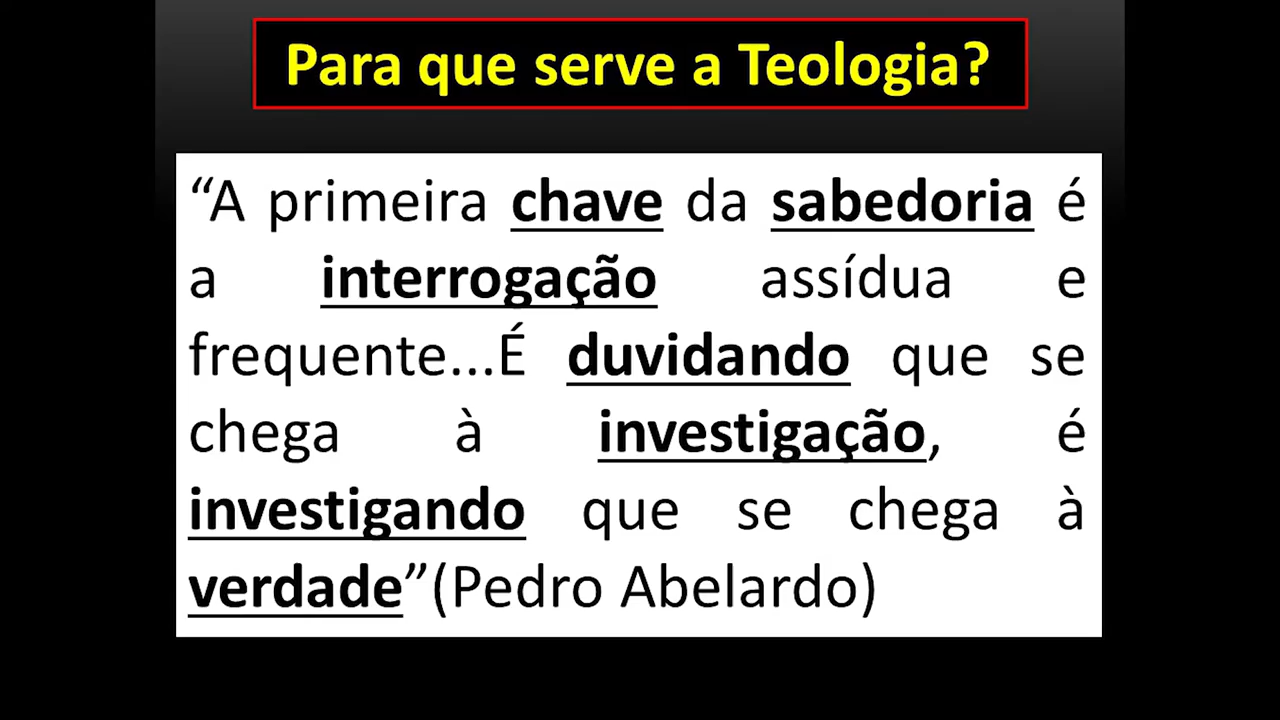 Para que serve a Teologia?
“A primeira chave da sabedoria é
a interrogação assídua e
frequente...É duvidando que se
chega à investigação, é
investigando que se chega à
verdade”(Pedro Abelardo)